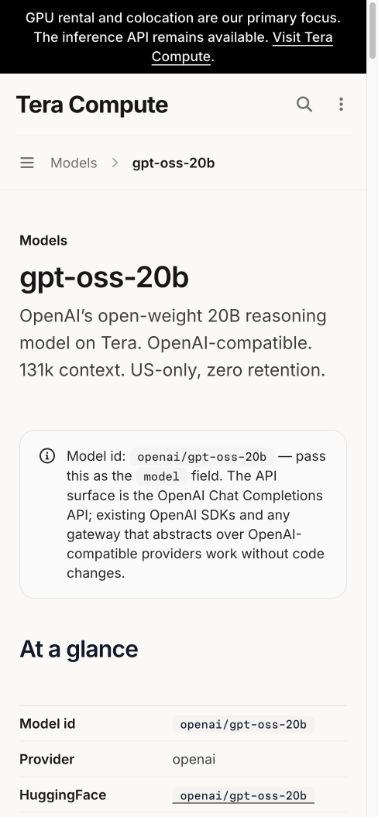 GPU rental and colocation are our primary focus.
The inference API remains available. Visit Tera
Compute.
Tera Compute
Models > gpt-oss-20b
Models
gpt-oss-20b
OpenAI’s open-weight 20B reasoning
model on Tera. OpenAI-compatible.
131k context. US-only, zero retention.
Model id: openai/gpt-oss-20b — pass
this as the model field. The API
surface is the OpenAI Chat Completions
API; existing OpenAI SDKs and any
gateway that abstracts over OpenAI-
compatible providers work without code
changes.
At a glance
Model id openai/gpt-oss-20b
Provider openai
HuggingFace openai/gpt-oss-20b